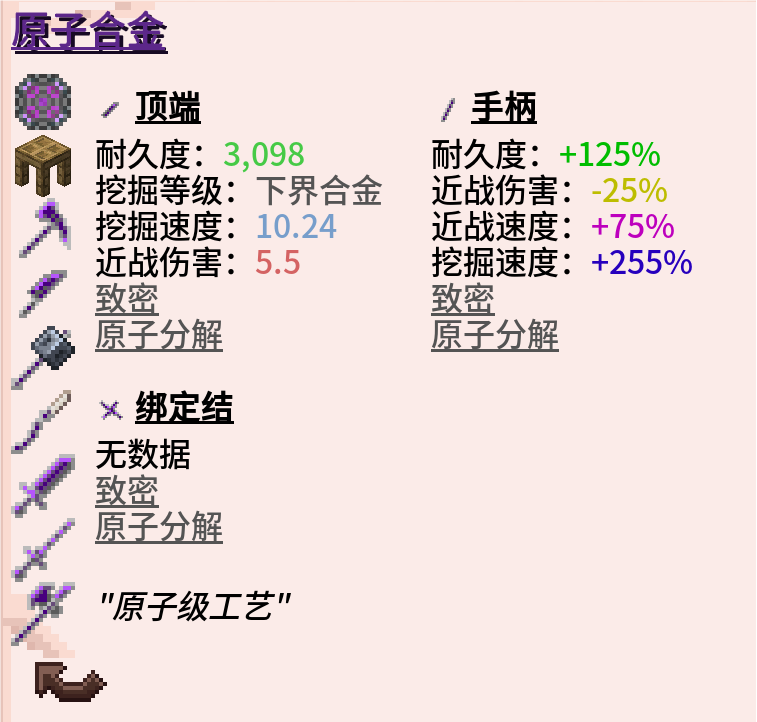 原子合金
顶端
耐久度：3,098
挖掘等级：下界合金
挖掘速度：10.24
近战伤害：5.5
致密
原子分解
手柄
耐久度：+125%
近战伤害：-25%
近战速度：+75%
挖掘速度：+255%
致密
原子分解
绑定结
无数据
致密
原子分解
"原子级工艺"